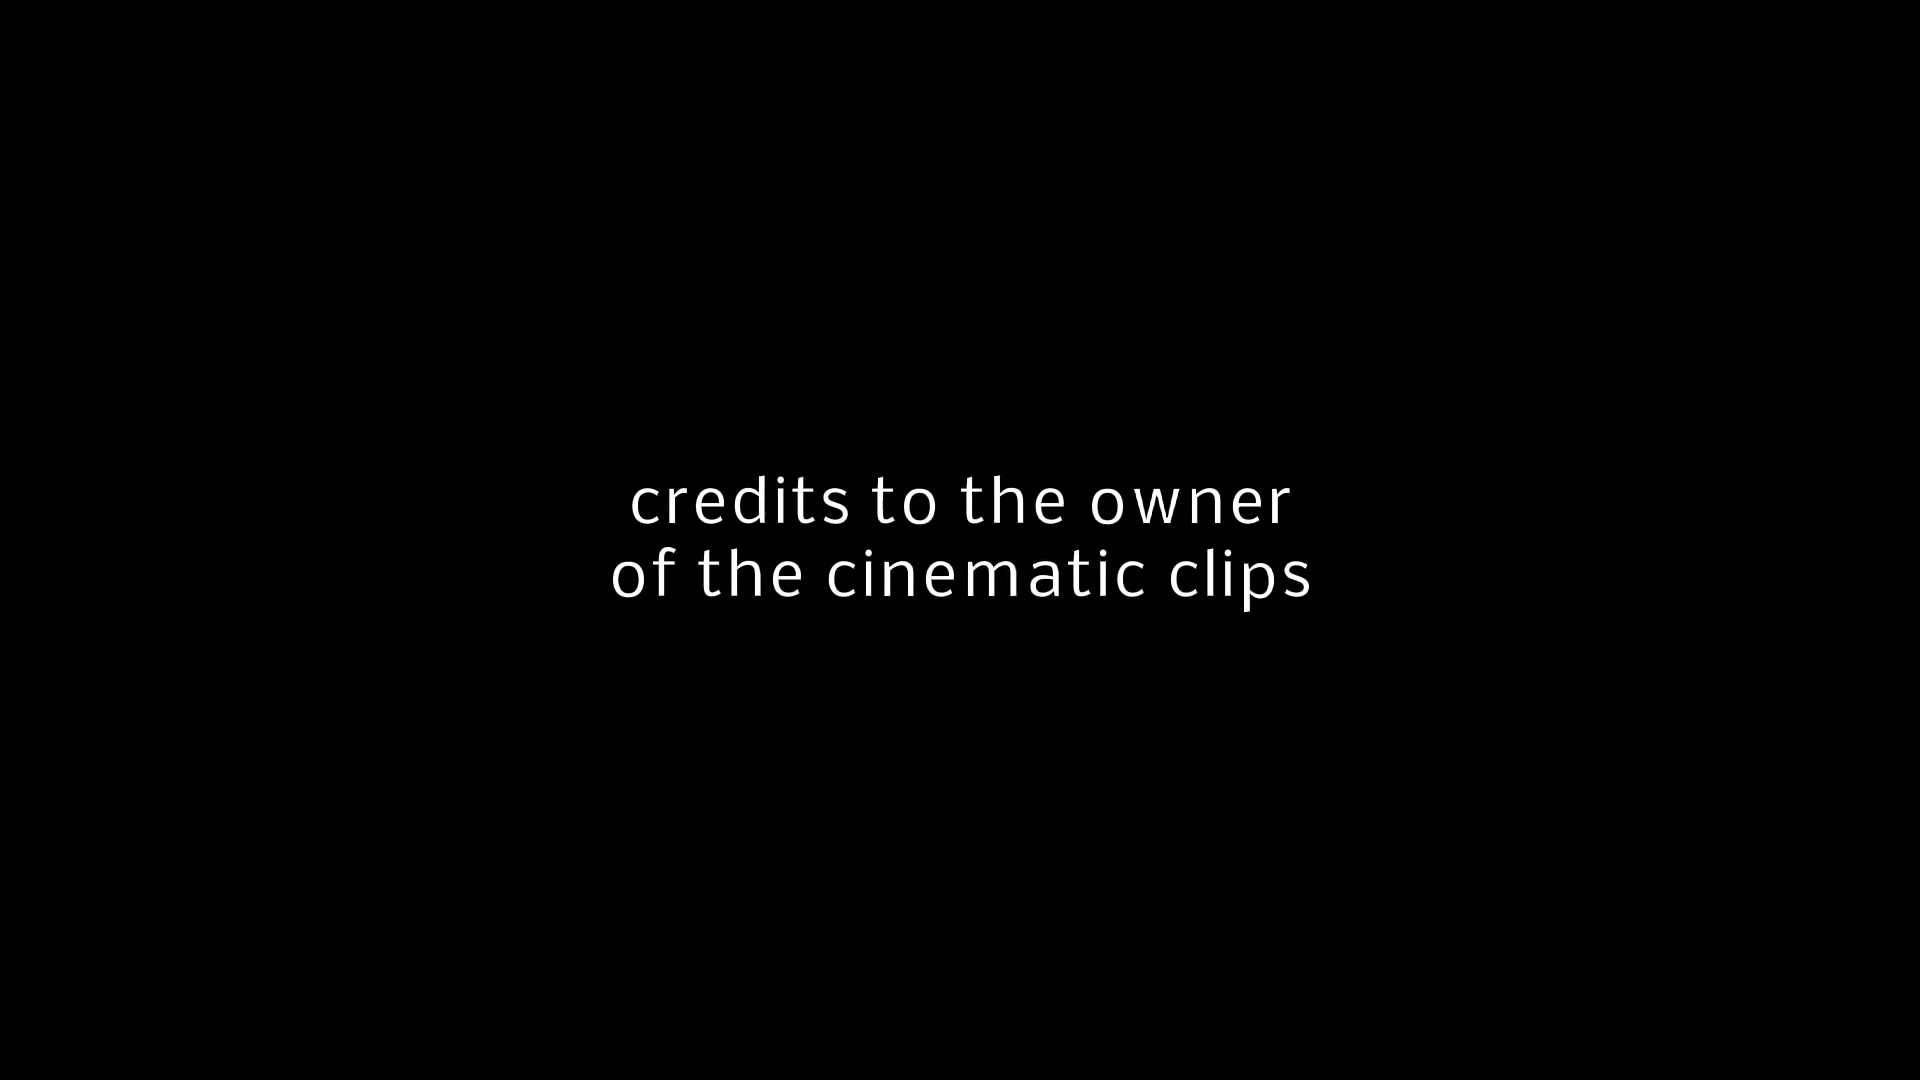 credits to the owner
of the cinematic clips